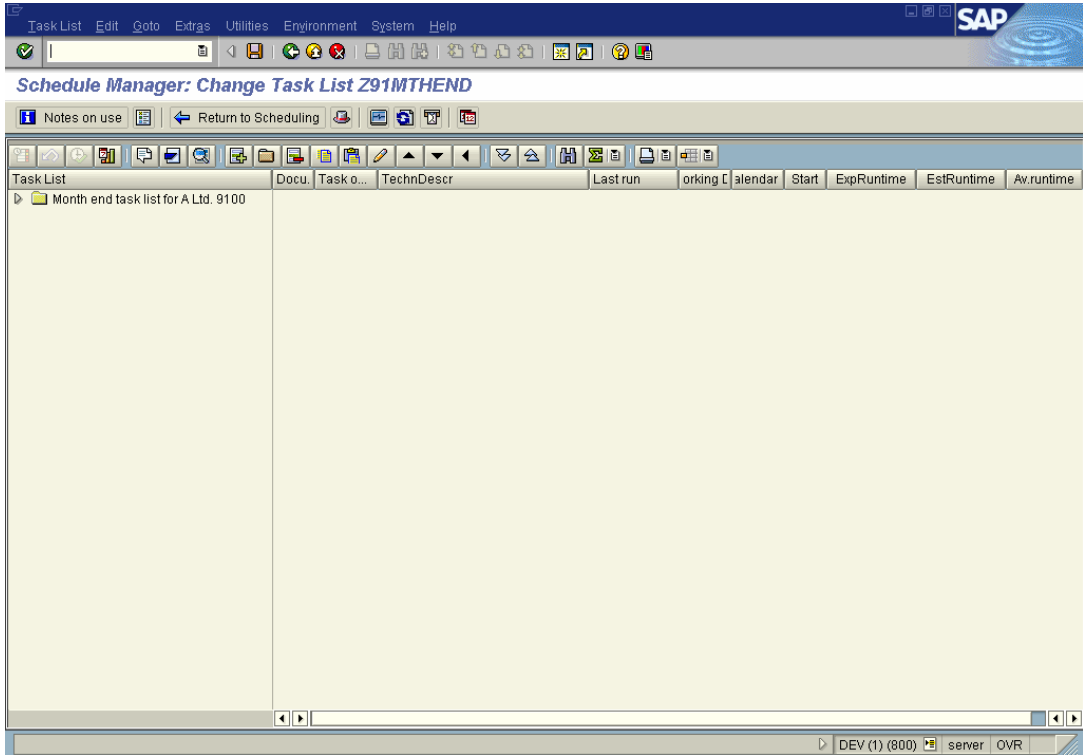 Task List Edit Goto Extras Utilities Environment System Help
SAP
Schedule Manager: Change Task List Z91MTHEND
Notes on use Return to Scheduling
Task List Docu. Task o... TechnDescr Last run orking D alendar Start ExpRuntime EstRuntime Av.runtime
Month end task list for A Ltd. 9100
DEV (1) (800) server OVR